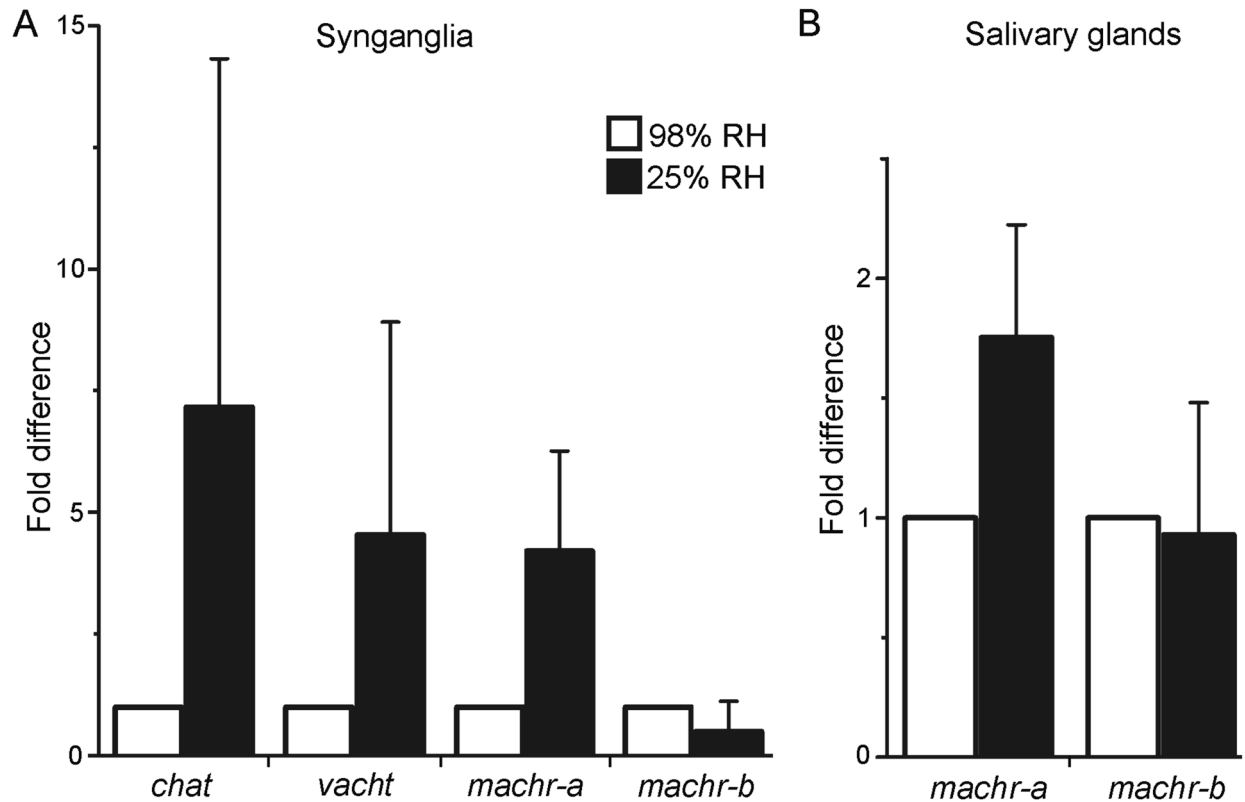 A
Synganglia
15
10
5
0
Fold difference
98% RH
25% RH
chat vacht machr-a machr-b
B
Salivary glands
2
1
0
Fold difference
machr-a machr-b